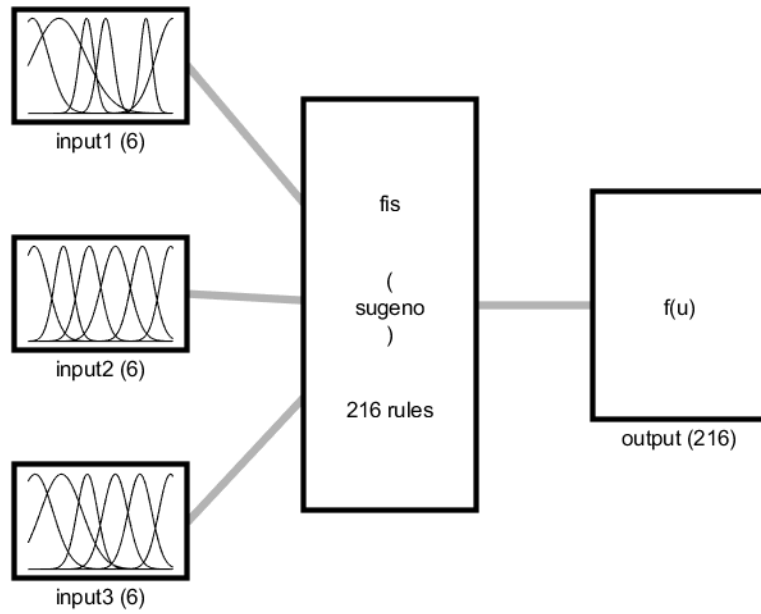 input1 (6)
input2 (6)
input3 (6)
fis
(
sugeno
)
216 rules
f(u)
output (216)